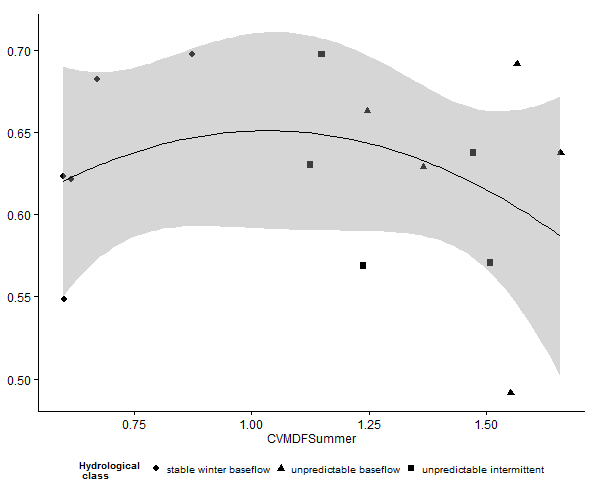 0.70
0.65
0.60
0.55
0.50
0.75 1.00 1.25 1.50
CVMDFSummer
Hydrological
class
stable winter baseflow unpredictable baseflow unpredictable intermittent